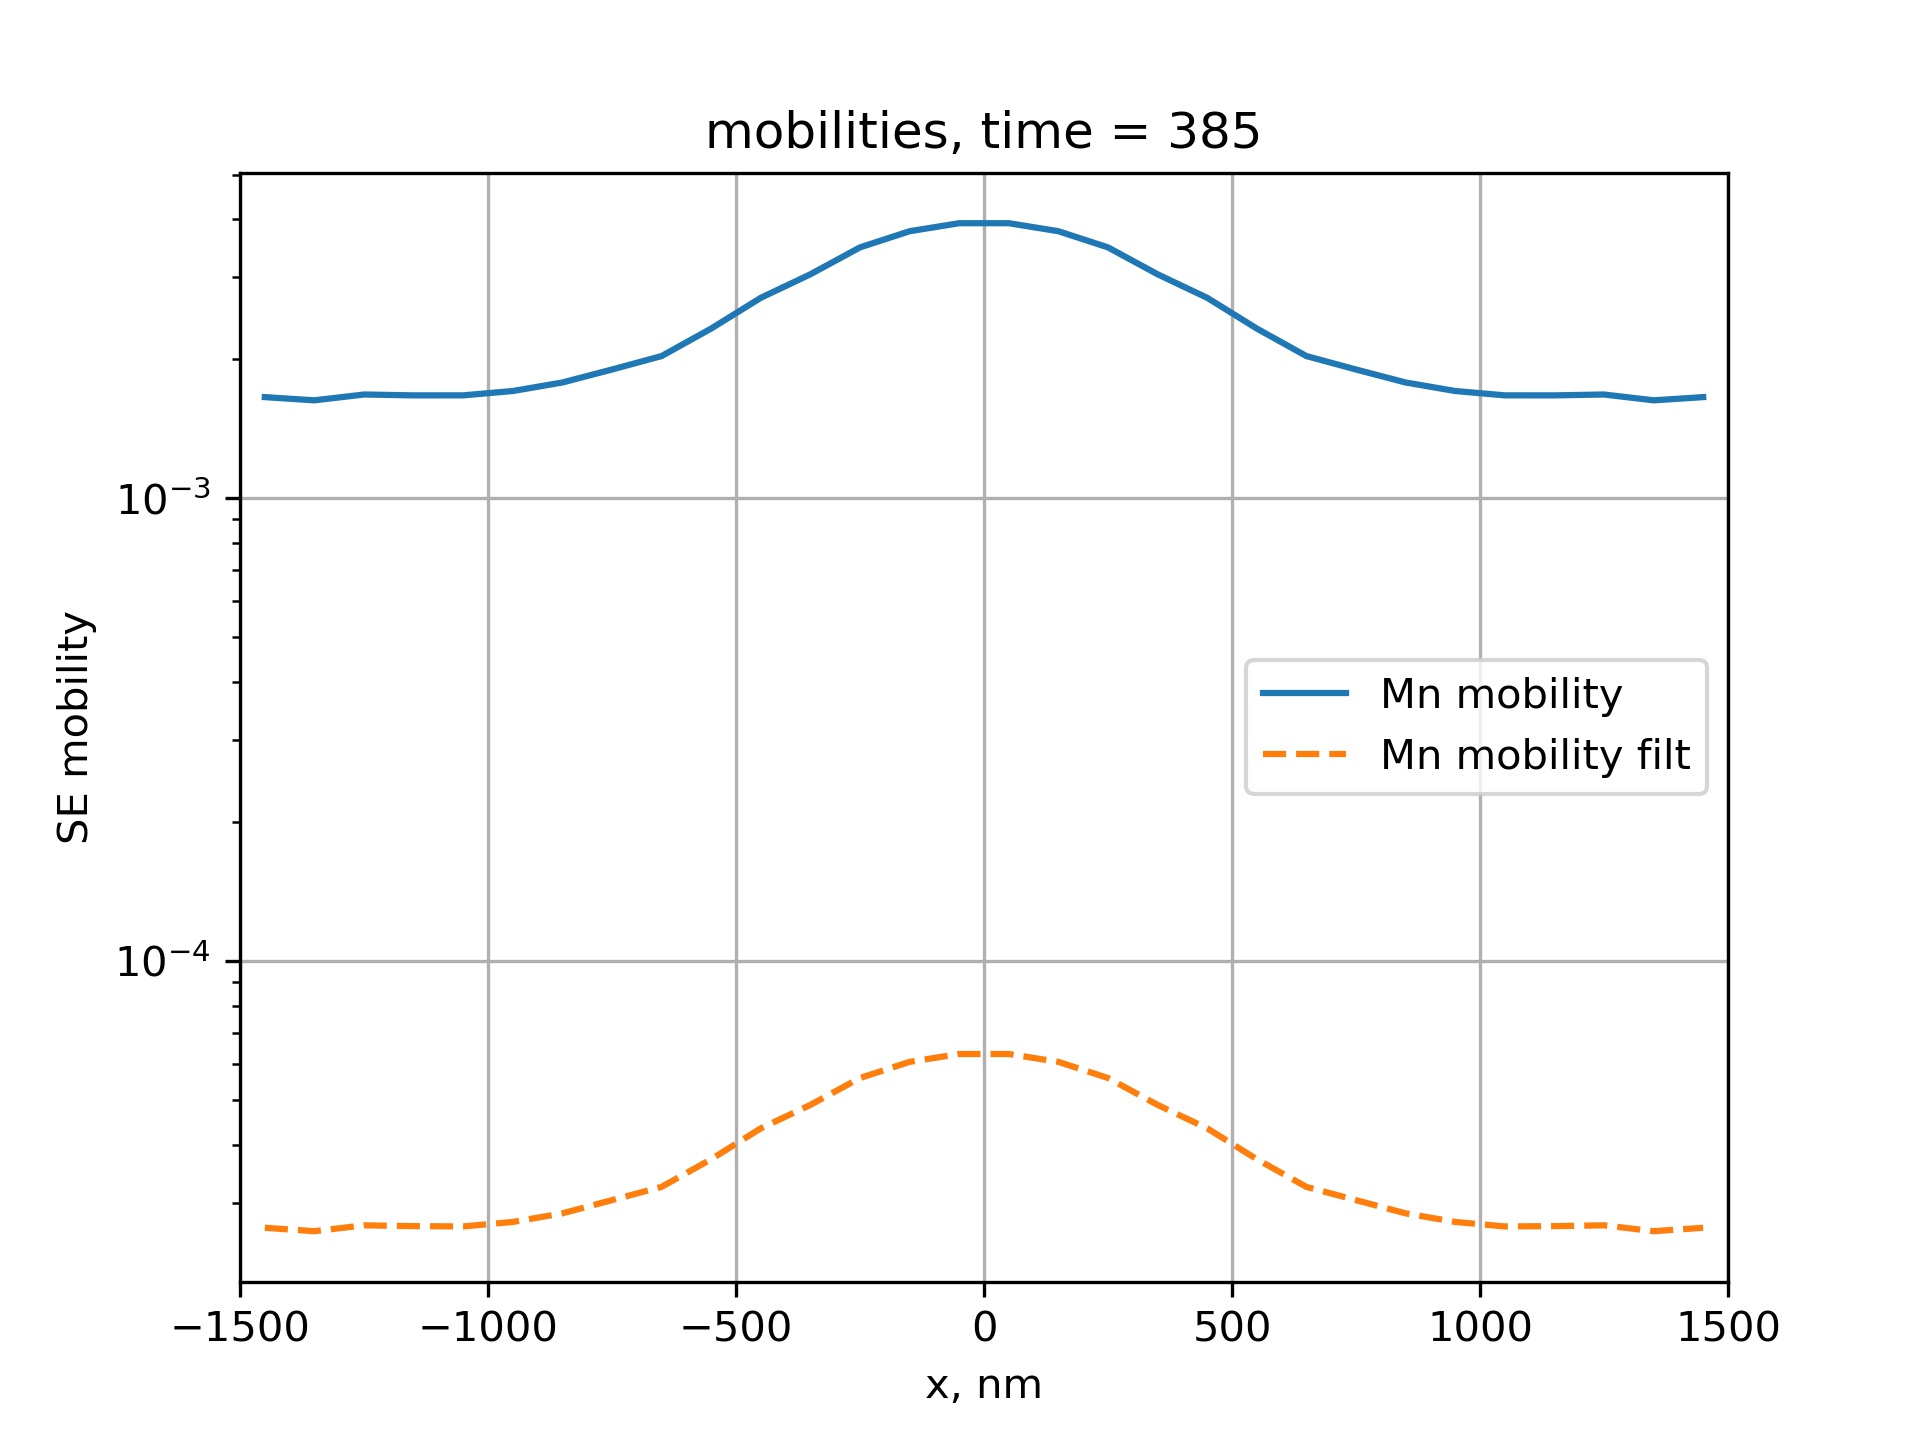 mobilities, time = 385
SE mobility
10⁻³
10⁻⁴
Mn mobility
Mn mobility filt
−1500
−1000
−500
0
500
1000
1500
x, nm